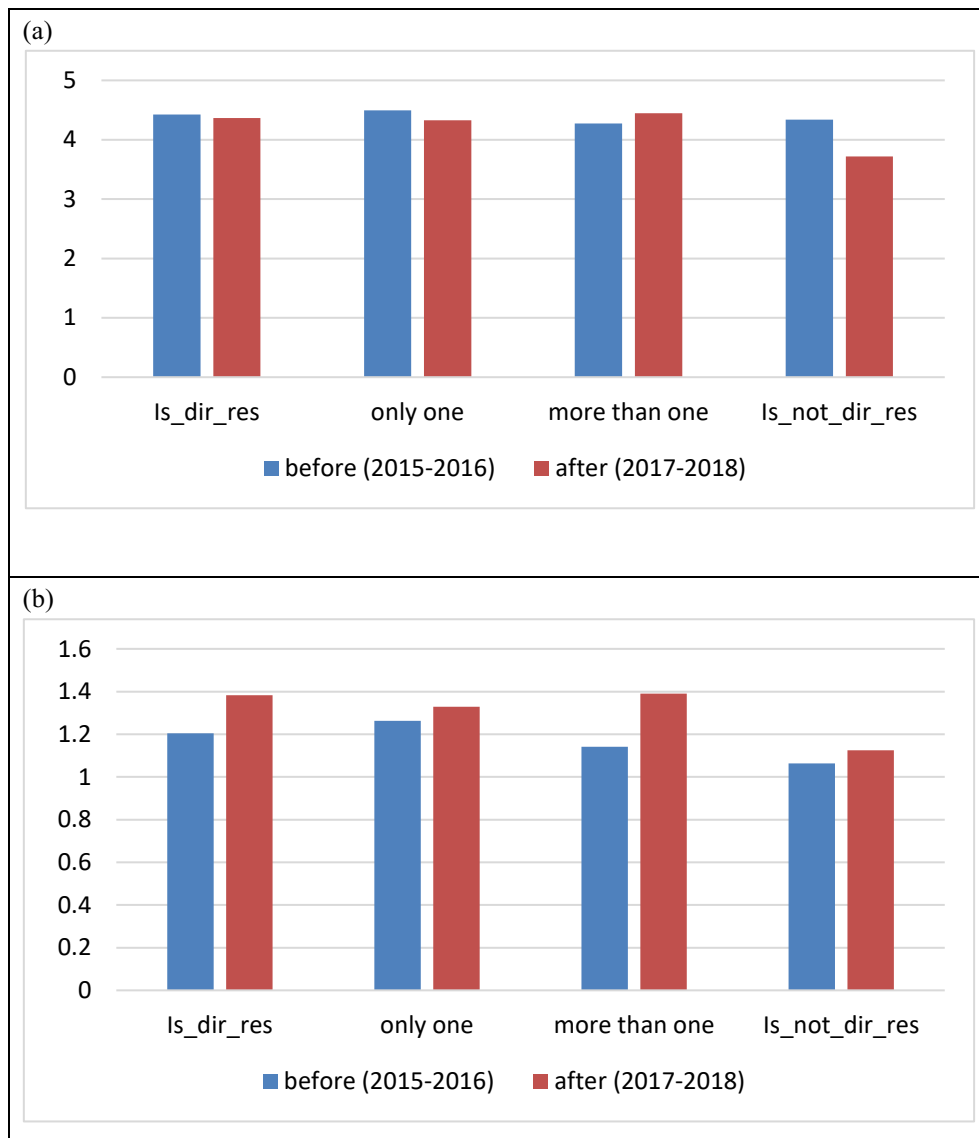 (a)
5
4
3
2
1
0
Is_dir_res only one more than one Is_not_dir_res
before (2015-2016) after (2017-2018)
(b)
1.6
1.4
1.2
1
0.8
0.6
0.4
0.2
0
Is_dir_res only one more than one Is_not_dir_res
before (2015-2016) after (2017-2018)